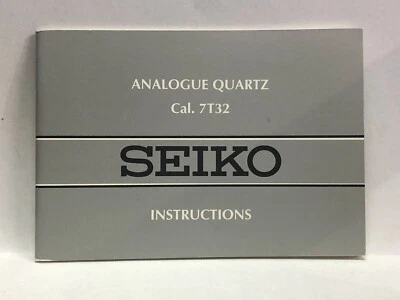 ANALOGUE QUARTZ
Cal. 7T32
SEIKO
INSTRUCTIONS